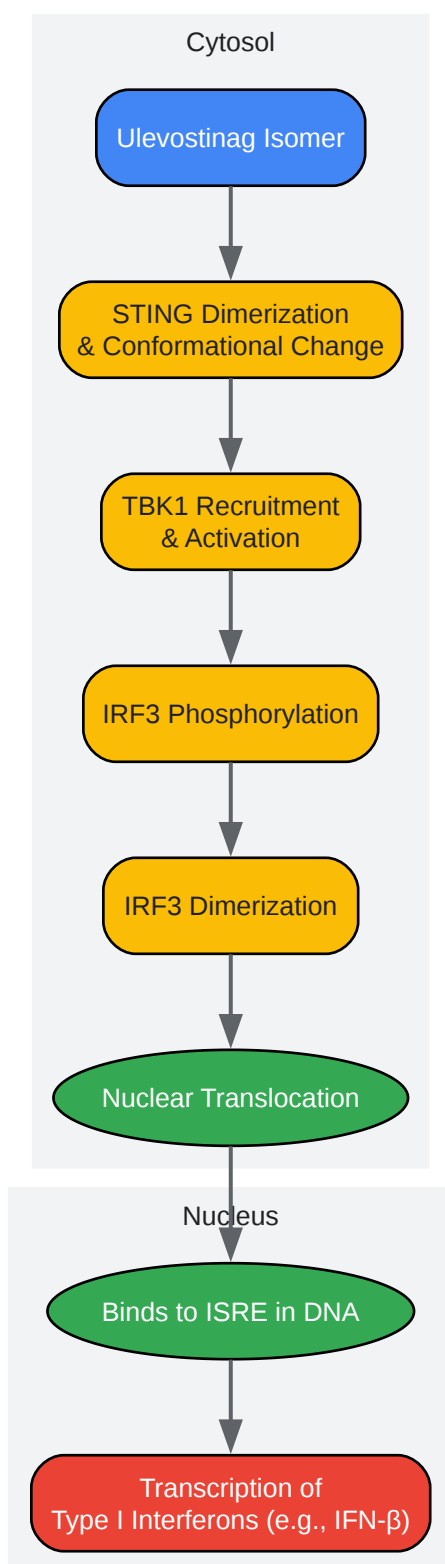 Cytosol
Ulevostinag Isomer
STING Dimerization
& Conformational Change
TBK1 Recruitment
& Activation
IRF3 Phosphorylation
IRF3 Dimerization
Nuclear Translocation
Nucleus
Binds to ISRE in DNA
Transcription of
Type I Interferons (e.g., IFN-β)